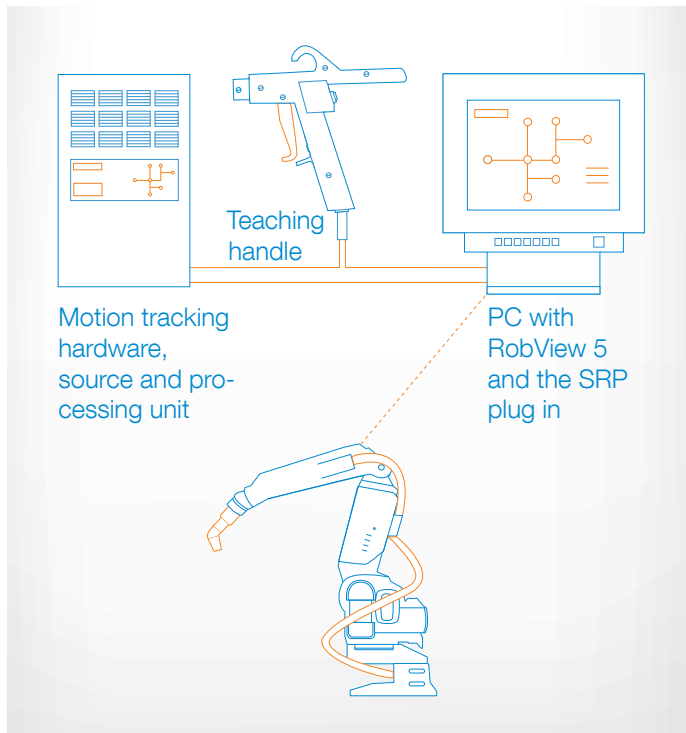 Teaching
handle
Motion tracking
hardware,
source and pro-
cessing unit
PC with
RobView 5
and the SRP
plug in